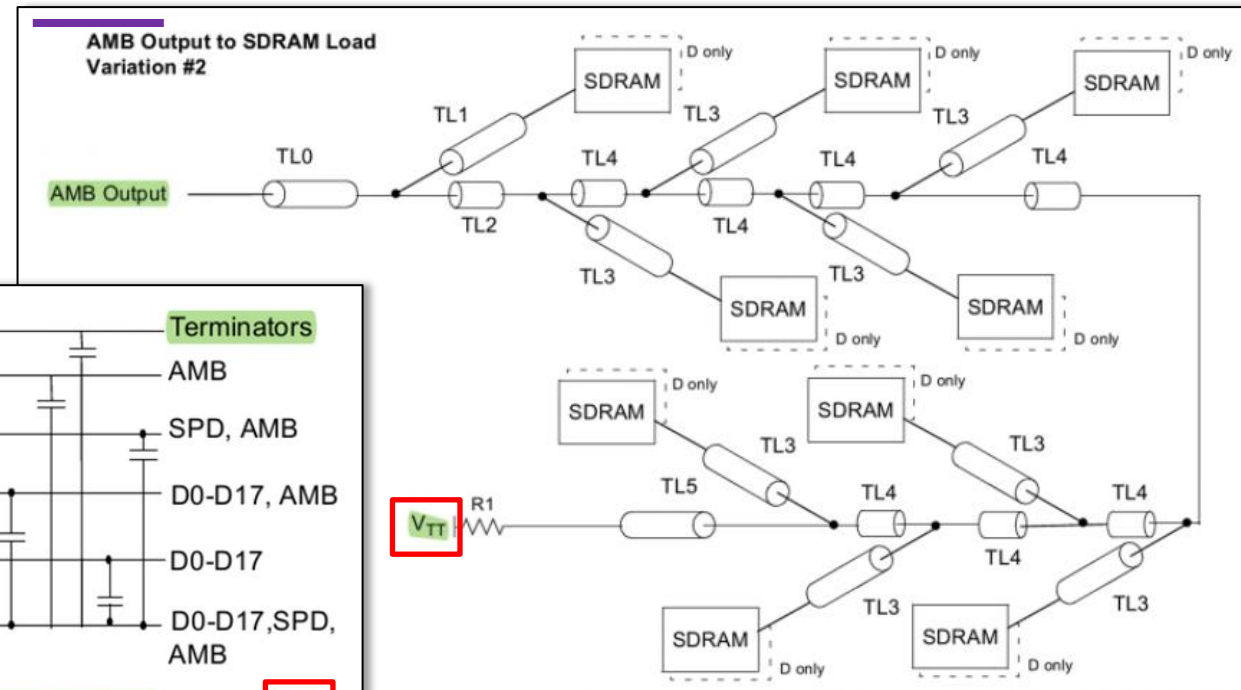 AMB Output to SDRAM Load
Variation #2
D only
D only
D only
SDRAM
SDRAM
SDRAM
TL1
TL3
TL3
TL0
TL4
TL4
TL4
AMB Output
TL2
TL4
TL3
TL3
SDRAM
SDRAM
D only
D only
Terminators
AMB
SPD, AMB
D0-D17, AMB
D0-D17
D0-D17,SPD,
AMB
D only
D only
SDRAM
SDRAM
TL3
TL3
TL5
TL4
TL4
VTT
R1
TL4
TL3
TL3
SDRAM
SDRAM
D only
D only